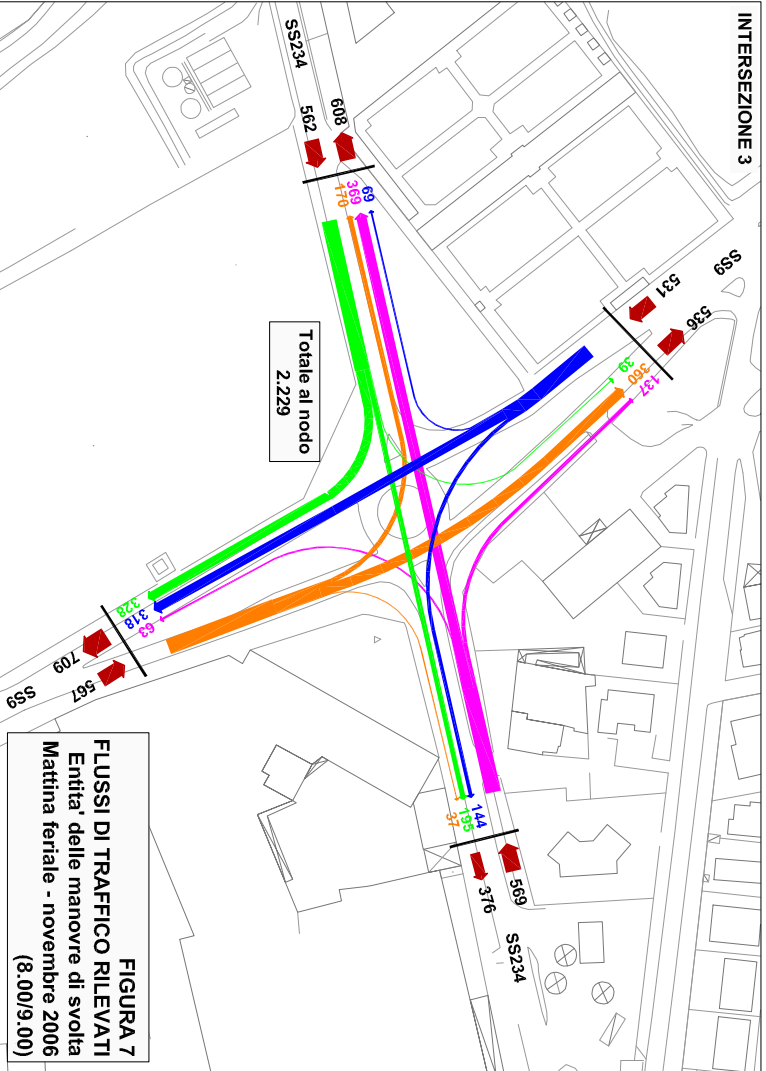 INTERSEZIONE 3
SS9
531
536
39
360
137
SS234
608
562
69
369
170
Totale al nodo
2.229
328
318
63
709
567
SS9
144
195
37
569
376
SS234
FIGURA 7
FLUSSI DI TRAFFICO RILEVATI
Entita' delle manovre di svolta
Mattina feriale - novembre 2006
(8.00/9.00)